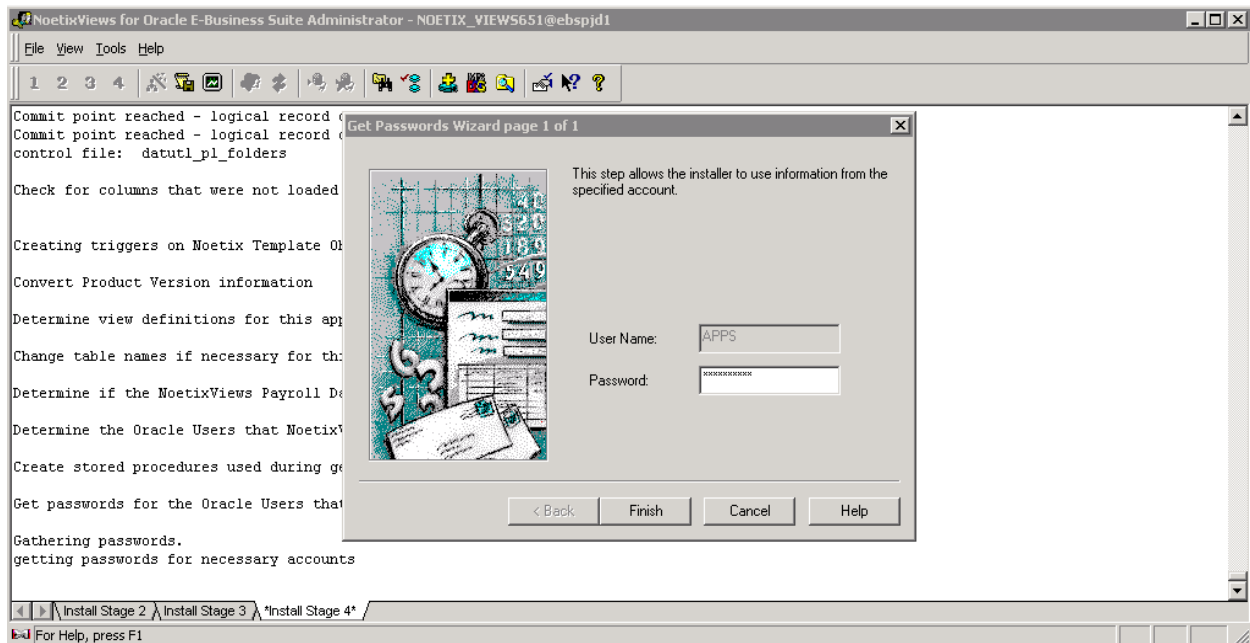 NoetixViews for Oracle E-Business Suite Administrator - NOETIX_VIEWS651@ebspjd1
File View Tools Help
1 2 3 4
Commit point reached - logical record
Commit point reached - logical record
control file: datutl_pl_folders
Check for columns that were not loaded
Creating triggers on Noetix Template
Convert Product Version information
Determine view definitions for this
Change table names if necessary for
Determine if the NoetixViews Payroll
Determine the Oracle Users that
Create stored procedures used during
Get passwords for the Oracle Users that
Gathering passwords.
getting passwords for necessary accounts
Get Passwords Wizard page 1 of 1
This step allows the installer to use information from the
specified account.
User Name: APPS
Password: **********
< Back Finish Cancel Help
Install Stage 2 Install Stage 3 *Install Stage 4*
For Help, press F1